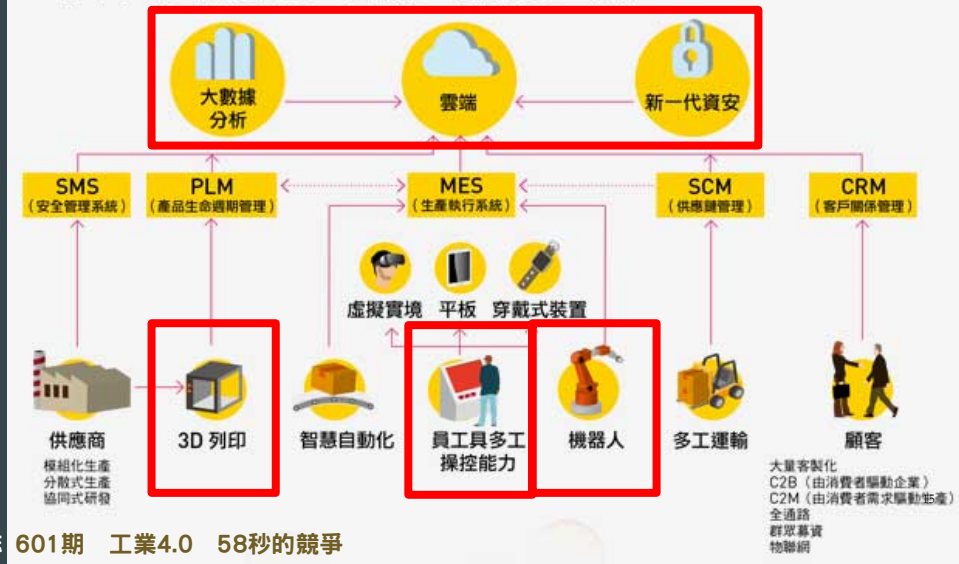 大數據
分析
雲端
新一代資安
SMS
(安全管理系統)
PLM
(產品生命週期管理)
MES
(生產執行系統)
SCM
(供應鏈管理)
CRM
(客戶關係管理)
虛擬實境
平板
穿戴式裝置
供應商
模組化生產
分散式生產
協同式研發
3D 列印
智慧自動化
員工具多工
操控能力
機器人
多工運輸
顧客
大量客製化
C2B(由消費者驅動企業)
C2M(由消費者需求驅動生產)
全通路
群眾募資
物聯網
601期 工業4.0 58秒的競爭